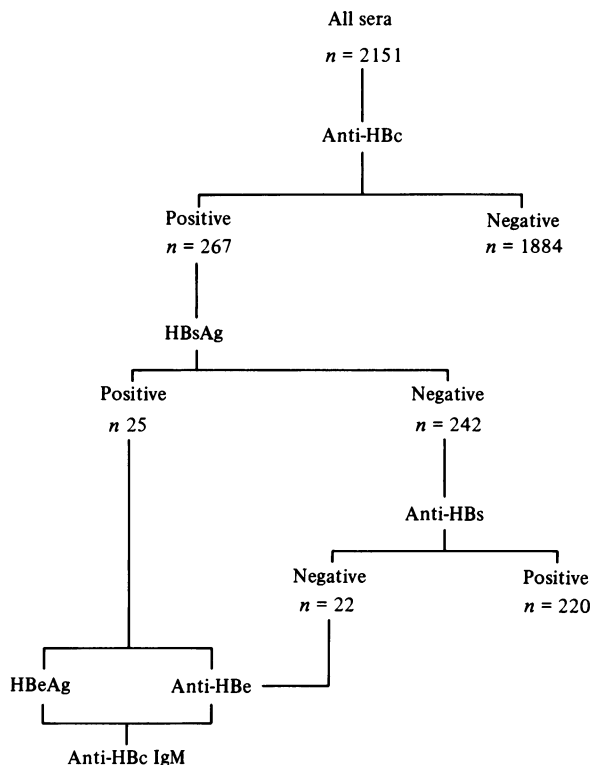 All sera
n = 2151
Anti-HBc
Positive
n = 267
Negative
n = 1884
HBsAg
Positive
n 25
Negative
n = 242
Anti-HBs
Negative
n = 22
Positive
n = 220
HBeAg
Anti-HBe
Anti-HBc IgM